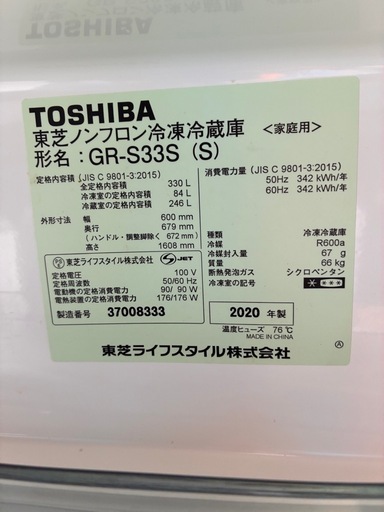 TOSHIBA
東芝ノンフロン冷凍冷蔵庫 <家庭用>
形名：GR-S33S (S)
定格内容積(JIS C 9801-3:2015)
全定格内容積 330 L
冷凍室の定格内容積 84 L
冷蔵室の定格内容積 246 L
外形寸法 幅 600 mm
奥行 679 mm
(ハンドル・調整脚除く 672 mm)
高さ 1608 mm
消費電力量(JIS C 9801-3:2015)
50Hz 342 kWh/年
60Hz 342 kWh/年
種類 冷凍冷蔵庫
冷媒 R600a
冷媒封入量 67 g
質量 66 kg
断熱発泡ガス シクロペンタン
冷凍室の記号
PS E 東芝ライフスタイル株式会社 S JET
定格電圧 100 V
定格周波数 50/60 Hz
電動機の定格消費電力 90/ 90 W
電熱装置の定格消費電力 176/176 W
製造番号 37008333
2020 年製
温度ヒューズ 76℃
MADE IN CHINA
東芝ライフスタイル株式会社
A